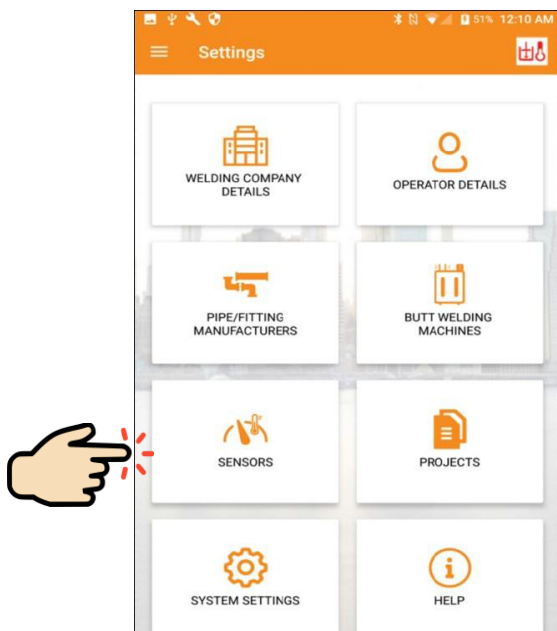 51% 12:10 AM
Settings
WELDING COMPANY
DETAILS
OPERATOR DETAILS
PIPE/FITTING
MANUFACTURERS
BUTT WELDING
MACHINES
SENSORS
PROJECTS
SYSTEM SETTINGS
HELP